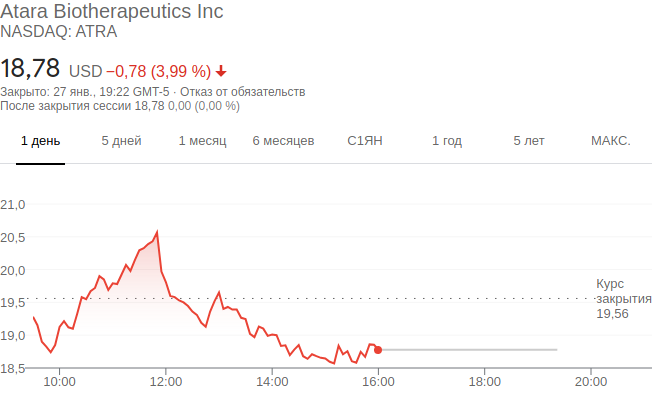 Atara Biotherapeutics Inc
NASDAQ: ATRA
18,78 USD −0,78 (3,99 %)
Закрыто: 27 янв., 19:22 GMT-5 · Отказ от обязательств
После закрытия сессии 18,78 0,00 (0,00 %)
1 день 5 дней 1 месяц 6 месяцев С1ЯН 1 год 5 лет МАКС.
21,0
20,5
20,0
Курс
19,5 закрытия
19,56
19,0
18,5
10:00 12:00 14:00 16:00 18:00 20:00